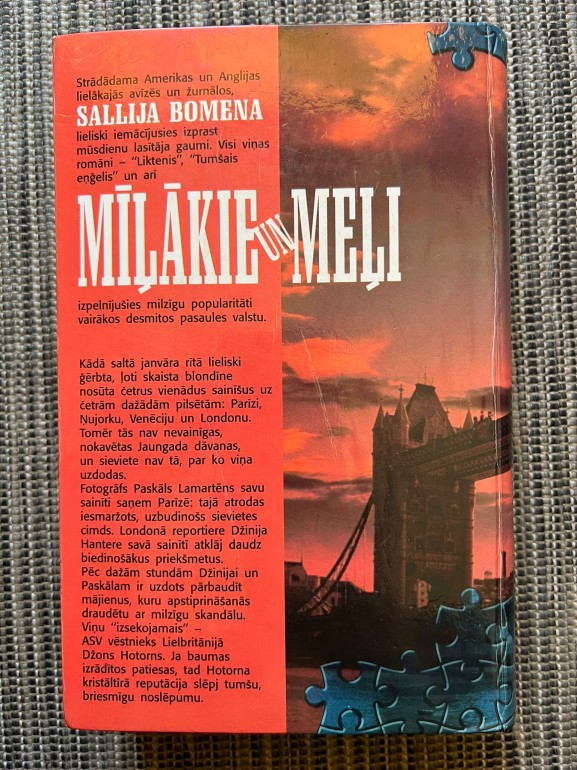 Strādādama Amerikas un Anglijas
lielākajās avīzēs un žurnālos,
SALLIJA BOMENA
lieliski iemācījusies izprast
mūsdienu lasītāja gaumi. Visi viņas
romāni – "Liktenis", "Tumšais
eņģelis" un arī
MĪĻĀKIE UN MEĻI
izpelnījušies milzīgu popularitāti
vairākos desmitos pasaules valstu.
Kādā saltā janvāra rītā lieliski
ģērbta, ļoti skaista blondīne
nosūta četrus vienādus sainīšus uz
četrām dažādām pilsētām: Parīzi,
Ņujorku, Venēciju un Londonu.
Tomēr tās nav nevainīgas,
nokavētas Jaungada dāvanas,
un sieviete nav tā, par ko viņa
uzdodas.
Fotogrāfs Paskāls Lamartēns savu
sainīti saņem Parīzē: tajā atrodas
iesmaržots, uzbudinošs sievietes
cimds. Londonā reportiere Džīnija
Hantere savā sainītī atklāj daudz
biedinošākus priekšmetus.
Pēc dažām stundām Džīnijai un
Paskālam ir uzdots pārbaudīt
mājienus, kuru apstiprināšanās
draudētu ar milzīgu skandālu.
Viņu "izsekojamais" –
ASV vēstnieks Lielbritānijā
Džons Hotorns. Ja baumas
izrādītos patiesas, tad Hotorna
kristāltīrā reputācija slēpj tumšu,
briesmīgu noslēpumu.